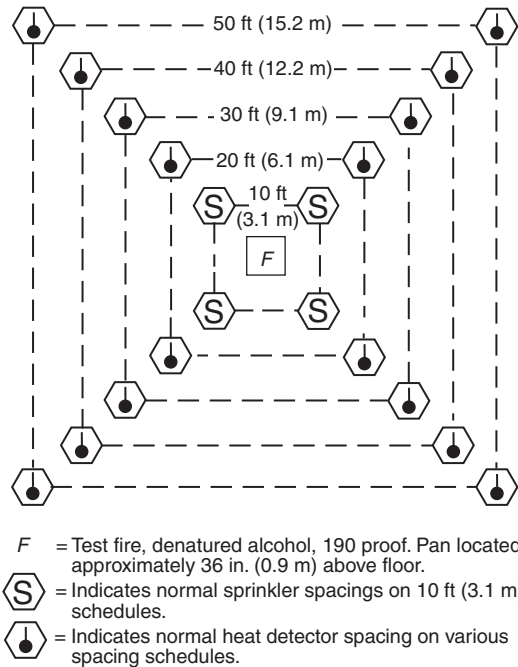 50 ft (15.2 m)
40 ft (12.2 m)
30 ft (9.1 m)
20 ft (6.1 m)
S 10 ft S
(3.1 m)
F
S S
F = Test fire, denatured alcohol, 190 proof. Pan located
approximately 36 in. (0.9 m) above floor.
S = Indicates normal sprinkler spacings on 10 ft (3.1 m
schedules.
= Indicates normal heat detector spacing on various
spacing schedules.